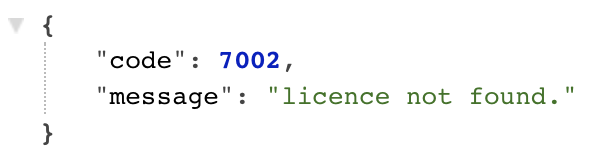 {
"code": 7002,
"message": "licence not found."
}